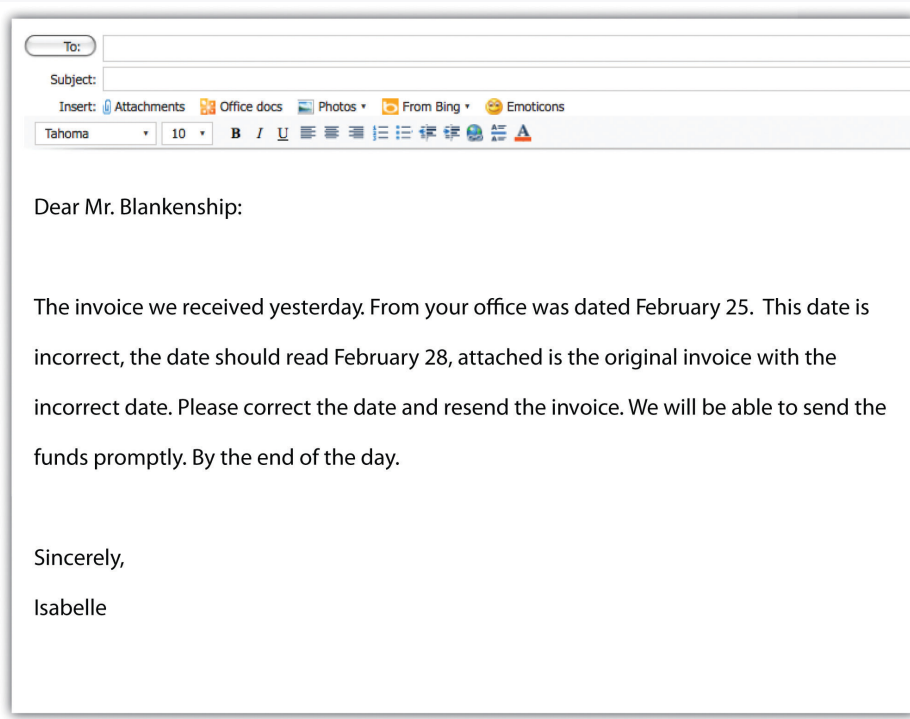 To:
Subject:
Insert: Attachments Office docs Photos From Bing Emoticons
Tahoma 10 B I U A
Dear Mr. Blankenship:
The invoice we received yesterday. From your office was dated February 25. This date is
incorrect, the date should read February 28, attached is the original invoice with the
incorrect date. Please correct the date and resend the invoice. We will be able to send the
funds promptly. By the end of the day.
Sincerely,
Isabelle